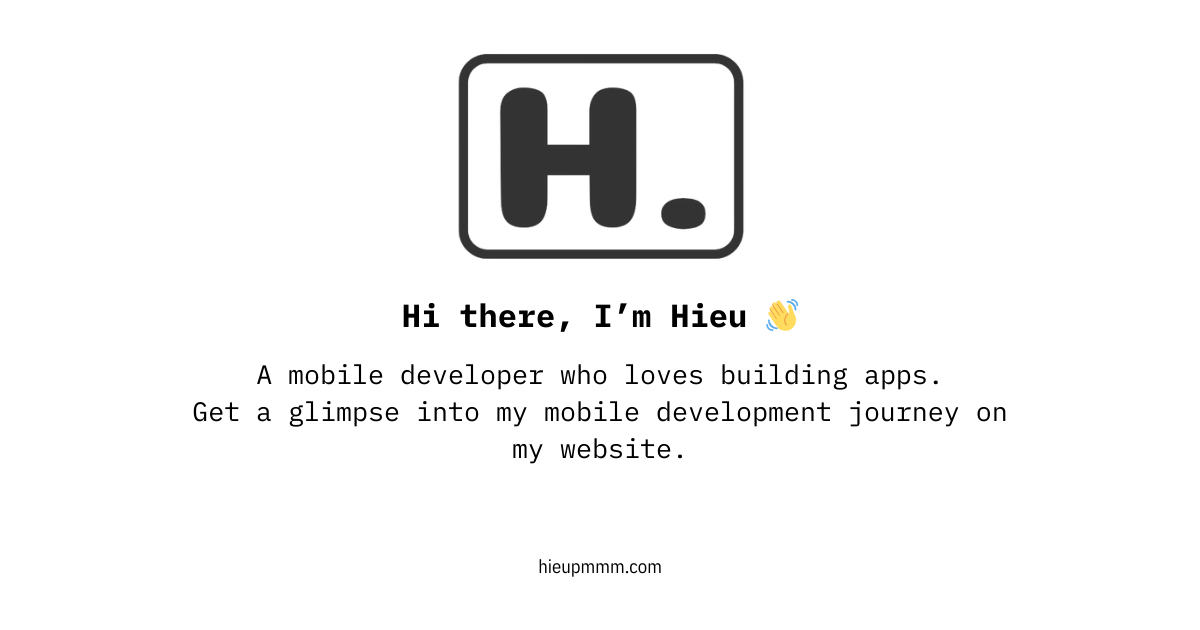 H.
Hi there, I’m Hieu 👋
A mobile developer who loves building apps.
Get a glimpse into my mobile development journey on
my website.
hieupmmm.com